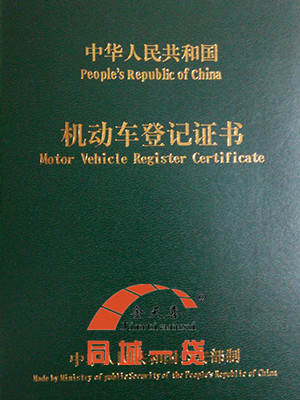 中华人民共和国
People's Republic of China
机动车登记证书
Motor Vehicle Register Certificate
Jintianxi
同城一贷
Made by Ministry of public Security of the People's Republic of China